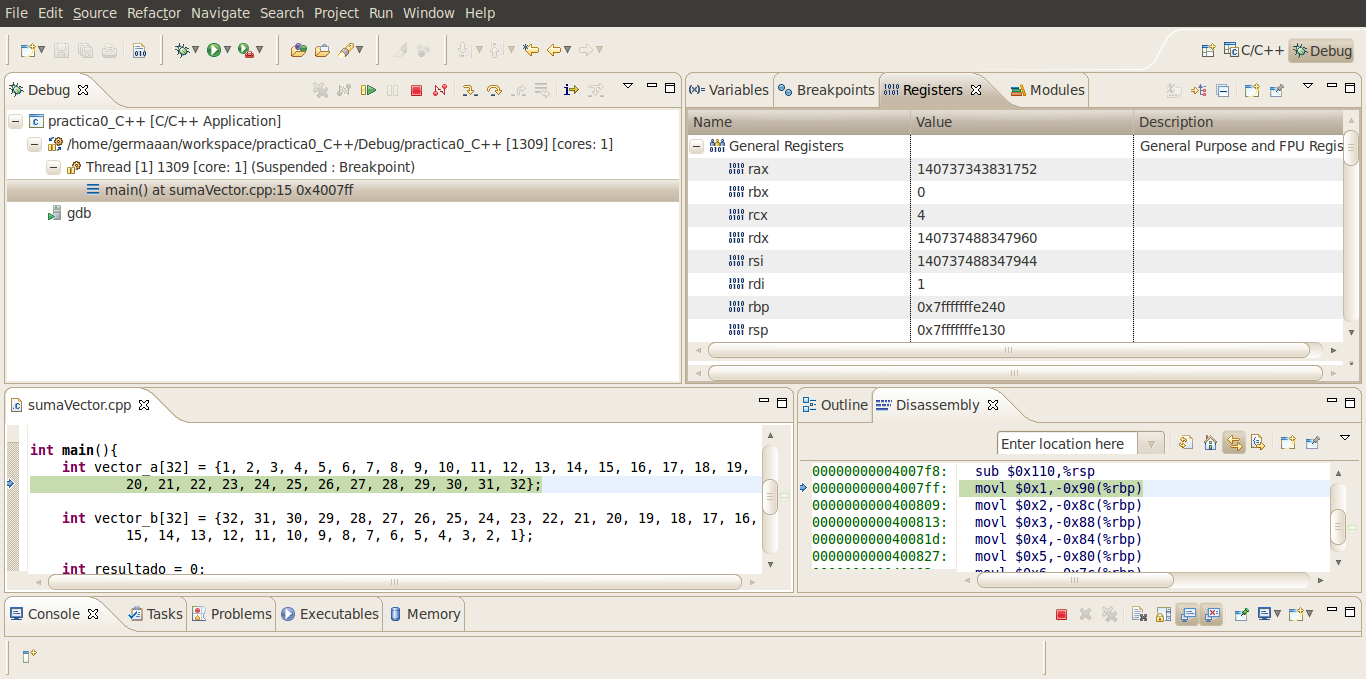 File Edit Source Refactor Navigate Search Project Run Window Help
C/C++ Debug
Debug
practica0_C++ [C/C++ Application]
/home/germaaan/workspace/practica0_C++/Debug/practica0_C++ [1309] [cores: 1]
Thread [1] 1309 [core: 1] (Suspended : Breakpoint)
main() at sumaVector.cpp:15 0x4007ff
gdb
(x)= Variables Breakpoints Registers Modules
Name Value Description
General Registers General Purpose and FPU Regis
rax 140737343831752
rbx 0
rcx 4
rdx 140737488347960
rsi 140737488347944
rdi 1
rbp 0x7fffffffe240
rsp 0x7fffffffe130
sumaVector.cpp
int main(){
int vector_a[32] = {1, 2, 3, 4, 5, 6, 7, 8, 9, 10, 11, 12, 13, 14, 15, 16, 17, 18, 19,
20, 21, 22, 23, 24, 25, 26, 27, 28, 29, 30, 31, 32};
int vector_b[32] = {32, 31, 30, 29, 28, 27, 26, 25, 24, 23, 22, 21, 20, 19, 18, 17, 16,
15, 14, 13, 12, 11, 10, 9, 8, 7, 6, 5, 4, 3, 2, 1};
int resultado = 0;
Outline Disassembly
Enter location here
00000000004007f8: sub $0x110,%rsp
00000000004007ff: movl $0x1,-0x90(%rbp)
0000000000400809: movl $0x2,-0x8c(%rbp)
0000000000400813: movl $0x3,-0x88(%rbp)
000000000040081d: movl $0x4,-0x84(%rbp)
0000000000400827: movl $0x5,-0x80(%rbp)
movl $0x6,-0x7c(%rbp)
Console Tasks Problems Executables Memory